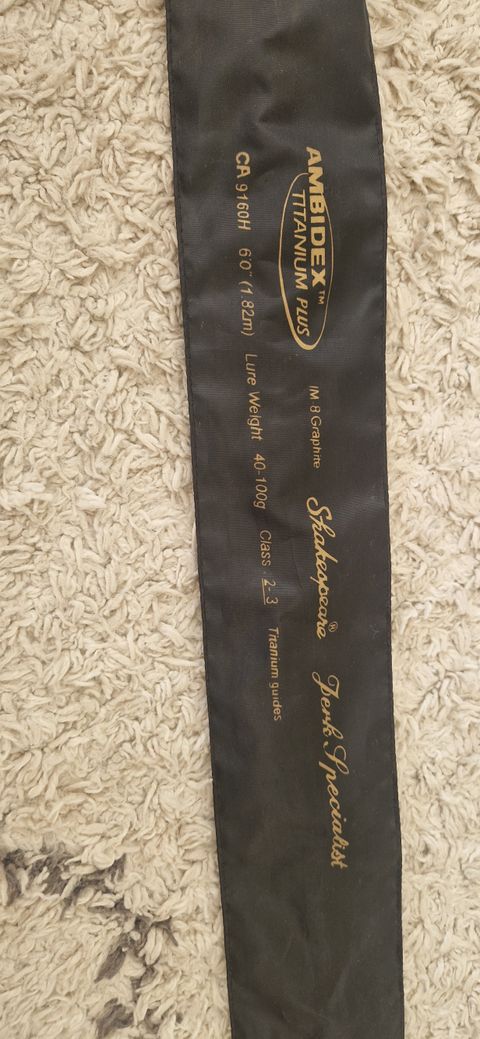 AMBIDEX™
TITANIUM PLUS
IM-8 Graphite Shakespeare® Jerk Specialist
CA 9160H 6'0" (1.82m) Lure Weight 40-100g Class. 2-3 Titanium guides